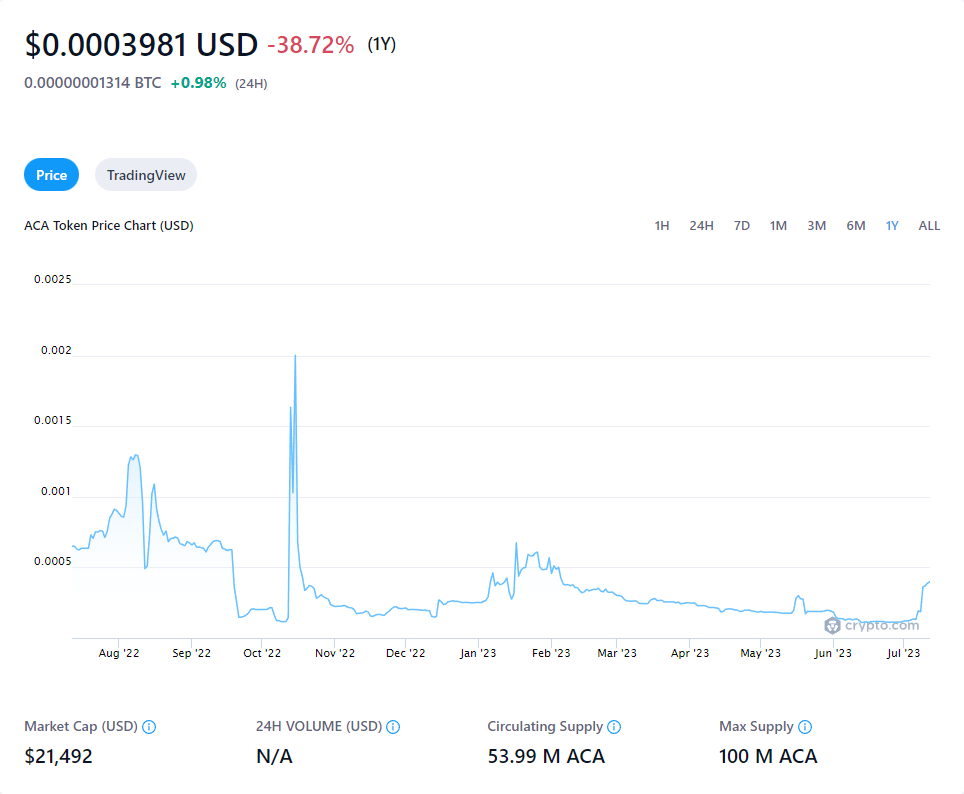 $0.0003981 USD -38.72% (1Y)
0.00000001314 BTC +0.98% (24H)
Price TradingView
ACA Token Price Chart (USD) 1H 24H 7D 1M 3M 6M 1Y ALL
0.0025
0.002
0.0015
0.001
0.0005
crypto.com
Aug '22 Sep '22 Oct '22 Nov '22 Dec '22 Jan '23 Feb '23 Mar '23 Apr '23 May '23 Jun '23 Jul '23
Market Cap (USD) 24H VOLUME (USD) Circulating Supply Max Supply
$21,492 N/A 53.99 M ACA 100 M ACA